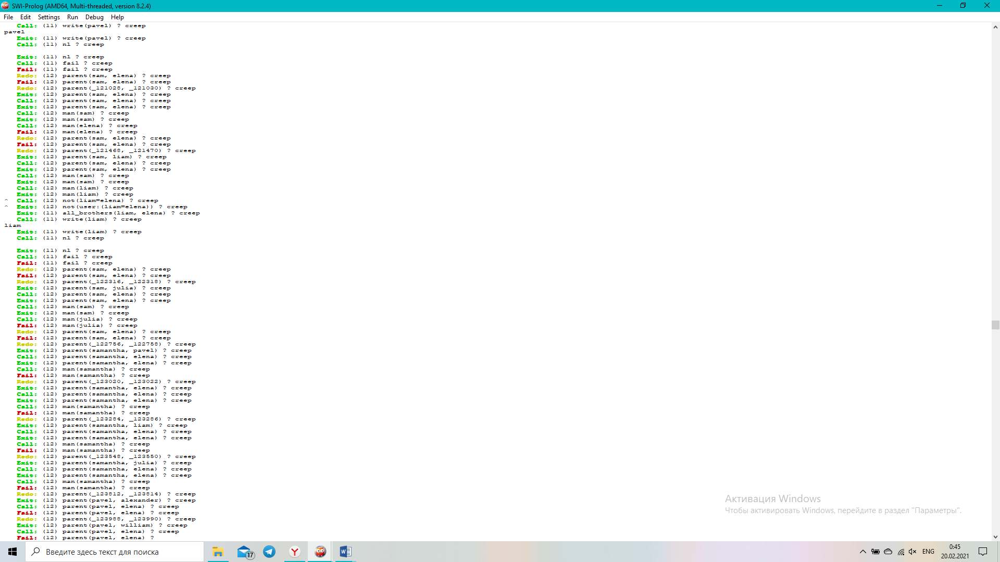 SWI-Prolog (AMD64, Multi-threaded, version 8.2.4)
File Edit Settings Run Debug Help
Call: (11) write(pavel) ? creep
pavel
Exit: (11) write(pavel) ? creep
Call: (11) nl ? creep
Exit: (11) nl ? creep
Call: (11) fail ? creep
Fail: (11) fail ? creep
Redo: (12) parent(sam, elena) ? creep
Fail: (12) parent(sam, elena) ? creep
Redo: (12) parent(_121028, _121030) ? creep
Exit: (12) parent(sam, elena) ? creep
Call: (12) parent(sam, elena) ? creep
Exit: (12) parent(sam, elena) ? creep
Call: (12) man(sam) ? creep
Exit: (12) man(sam) ? creep
Call: (12) man(elena) ? creep
Fail: (12) man(elena) ? creep
Redo: (12) parent(sam, elena) ? creep
Fail: (12) parent(sam, elena) ? creep
Redo: (12) parent(_121468, _121470) ? creep
Exit: (12) parent(sam, liam) ? creep
Call: (12) parent(sam, elena) ? creep
Exit: (12) parent(sam, elena) ? creep
Call: (12) man(sam) ? creep
Exit: (12) man(sam) ? creep
Call: (12) man(liam) ? creep
Exit: (12) man(liam) ? creep
^ Call: (12) not(liam=elena) ? creep
^ Exit: (12) not(user:(liam=elena)) ? creep
Exit: (11) all_brothers(liam, elena) ? creep
Call: (11) write(liam) ? creep
liam
Exit: (11) write(liam) ? creep
Call: (11) nl ? creep
Exit: (11) nl ? creep
Call: (11) fail ? creep
Fail: (11) fail ? creep
Redo: (12) parent(sam, elena) ? creep
Fail: (12) parent(sam, elena) ? creep
Redo: (12) parent(_122316, _122318) ? creep
Exit: (12) parent(sam, julia) ? creep
Call: (12) parent(sam, elena) ? creep
Exit: (12) parent(sam, elena) ? creep
Call: (12) man(sam) ? creep
Exit: (12) man(sam) ? creep
Call: (12) man(julia) ? creep
Fail: (12) man(julia) ? creep
Redo: (12) parent(sam, elena) ? creep
Fail: (12) parent(sam, elena) ? creep
Redo: (12) parent(_122756, _122758) ? creep
Exit: (12) parent(samantha, pavel) ? creep
Call: (12) parent(samantha, elena) ? creep
Exit: (12) parent(samantha, elena) ? creep
Call: (12) man(samantha) ? creep
Fail: (12) man(samantha) ? creep
Redo: (12) parent(_123020, _123022) ? creep
Exit: (12) parent(samantha, elena) ? creep
Call: (12) parent(samantha, elena) ? creep
Exit: (12) parent(samantha, elena) ? creep
Call: (12) man(samantha) ? creep
Fail: (12) man(samantha) ? creep
Redo: (12) parent(_123284, _123286) ? creep
Exit: (12) parent(samantha, liam) ? creep
Call: (12) parent(samantha, elena) ? creep
Exit: (12) parent(samantha, elena) ? creep
Call: (12) man(samantha) ? creep
Fail: (12) man(samantha) ? creep
Redo: (12) parent(_123548, _123550) ? creep
Exit: (12) parent(samantha, julia) ? creep
Call: (12) parent(samantha, elena) ? creep
Exit: (12) parent(samantha, elena) ? creep
Call: (12) man(samantha) ? creep
Fail: (12) man(samantha) ? creep
Redo: (12) parent(_123812, _123814) ? creep
Exit: (12) parent(pavel, alexander) ? creep
Call: (12) parent(pavel, elena) ? creep
Fail: (12) parent(pavel, elena) ? creep
Redo: (12) parent(_123988, _123990) ? creep
Exit: (12) parent(pavel, william) ? creep
Call: (12) parent(pavel, elena) ? creep
Fail: (12) parent(pavel, elena) ?
Активация Windows
Чтобы активировать Windows, перейдите в раздел "Параметры".
Введите здесь текст для поиска
17
ENG
0:45
20.02.2021